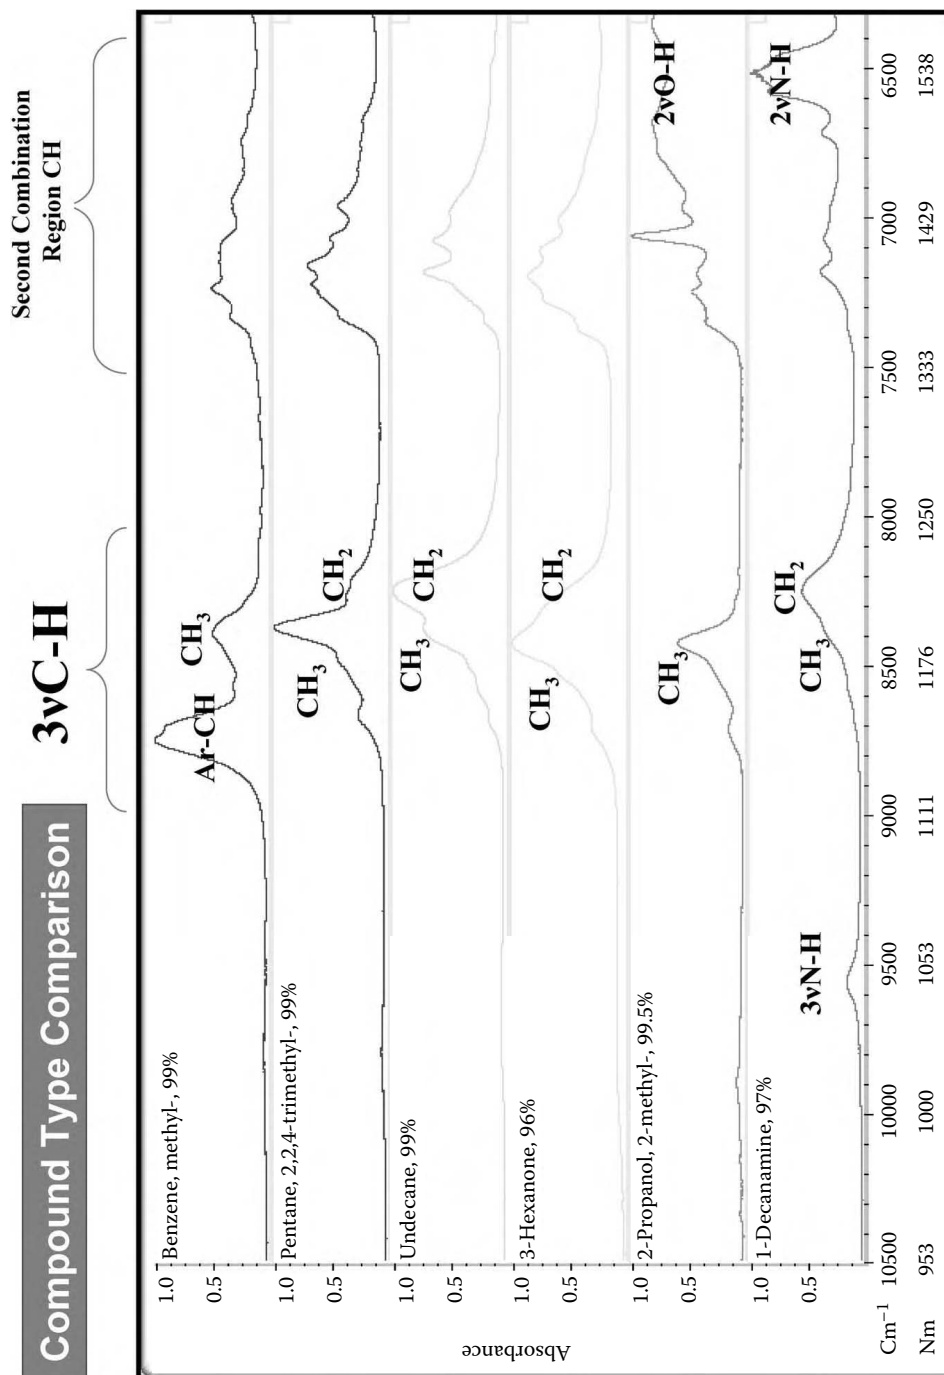 Compound Type Comparison
3νC-H
Second Combination
Region CH
Absorbance
1.0
0.5
Benzene, methyl-, 99%
Ar-CH
CH₃
1.0
0.5
Pentane, 2,2,4-trimethyl-, 99%
CH₃
CH₂
1.0
0.5
Undecane, 99%
CH₃
CH₂
1.0
0.5
3-Hexanone, 96%
CH₃
CH₂
1.0
0.5
2-Propanol, 2-methyl-, 99.5%
CH₃
2νO-H
1.0
0.5
1-Decanamine, 97%
3νN-H
CH₃
CH₂
2νN-H
Cm⁻¹ 10500 10000 9500 9000 8500 8000 7500 7000 6500
Nm 953 1000 1053 1111 1176 1250 1333 1429 1538